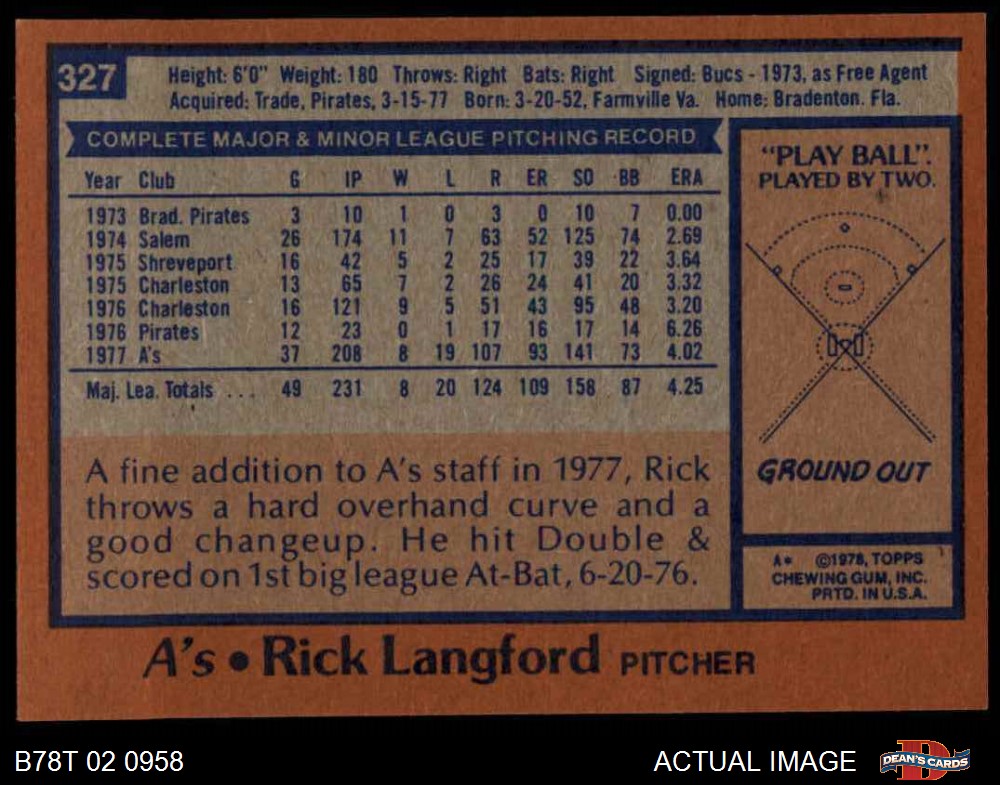 327
Height: 6'0" Weight: 180 Throws: Right Bats: Right Signed: Bucs - 1973, as Free Agent
Acquired: Trade, Pirates, 3-15-77 Born: 3-20-52, Farmville Va. Home: Bradenton. Fla.
COMPLETE MAJOR & MINOR LEAGUE PITCHING RECORD
Year Club G IP W L R ER SO BB ERA
1973 Brad. Pirates 3 10 1 0 3 0 10 7 0.00
1974 Salem 26 174 11 7 63 52 125 74 2.69
1975 Shreveport 16 42 5 2 25 17 39 22 3.64
1975 Charleston 13 65 7 2 26 24 41 20 3.32
1976 Charleston 16 121 9 5 51 43 95 48 3.20
1976 Pirates 12 23 0 1 17 16 17 14 6.26
1977 A's 37 208 8 19 107 93 141 73 4.02
Maj. Lea. Totals ... 49 231 8 20 124 109 158 87 4.25
A fine addition to A's staff in 1977, Rick
throws a hard overhand curve and a
good changeup. He hit Double &
scored on 1st big league At-Bat, 6-20-76.
"PLAY BALL".
PLAYED BY TWO.
GROUND OUT
A* ©1978, TOPPS
CHEWING GUM, INC.
PRTD. IN U.S.A.
A's • Rick Langford PITCHER
B78T 02 0958
ACTUAL IMAGE
D
DEAN'S CARDS